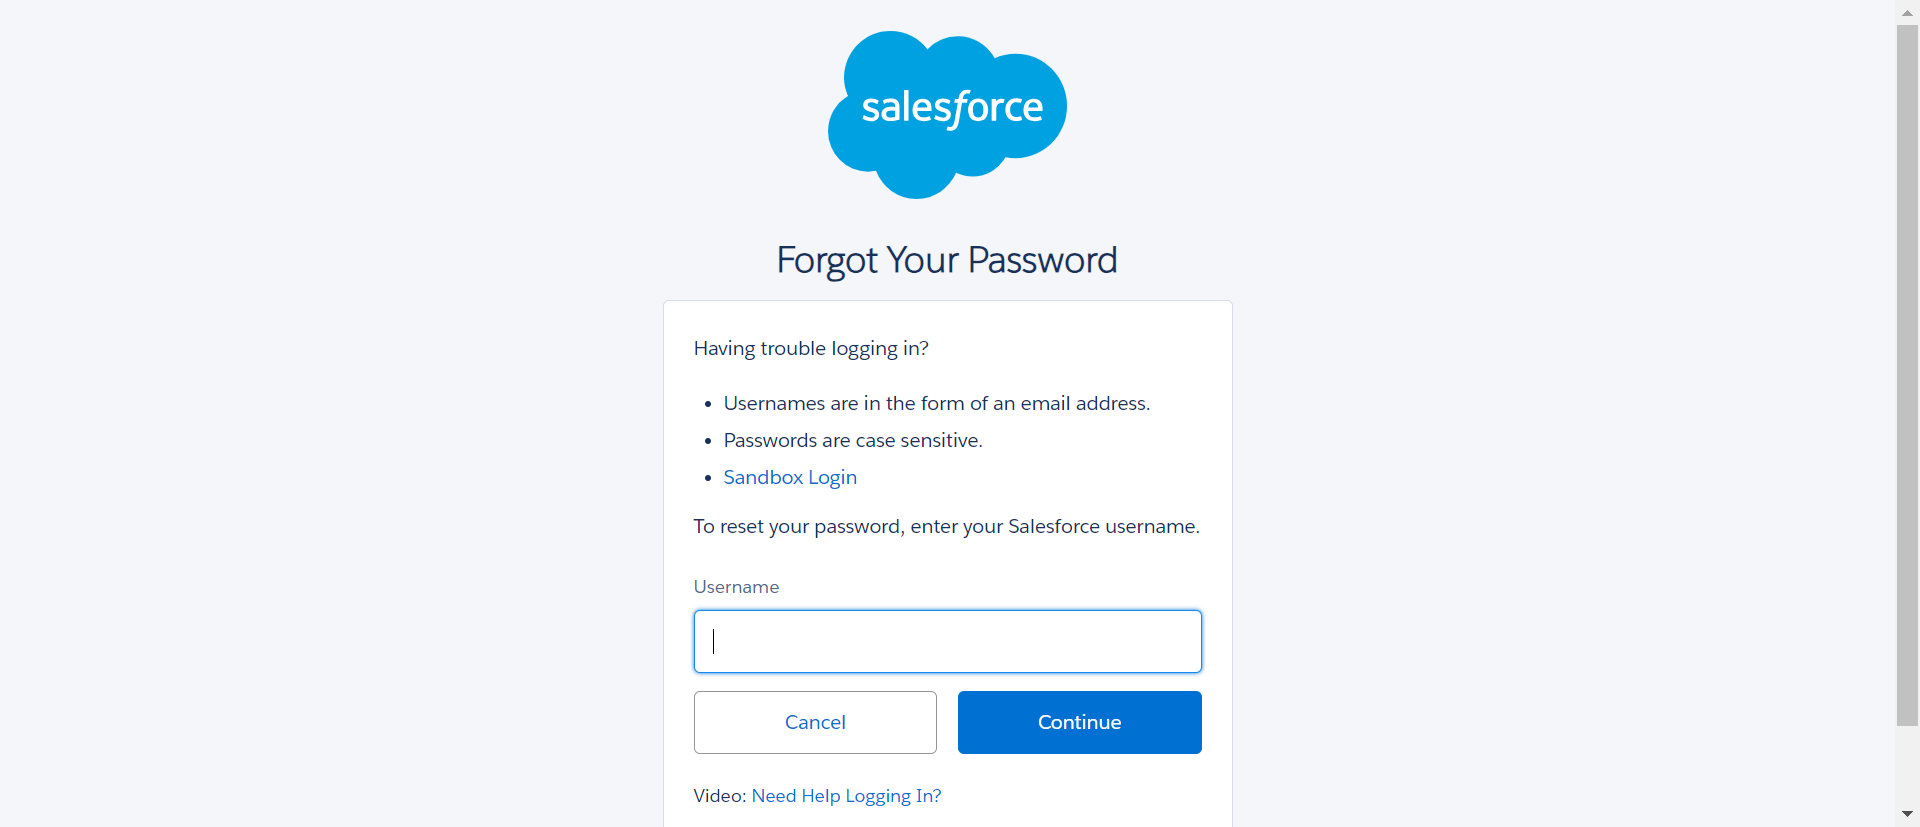 salesforce
Forgot Your Password
Having trouble logging in?
• Usernames are in the form of an email address.
• Passwords are case sensitive.
• Sandbox Login
To reset your password, enter your Salesforce username.
Username
Cancel
Continue
Video: Need Help Logging In?